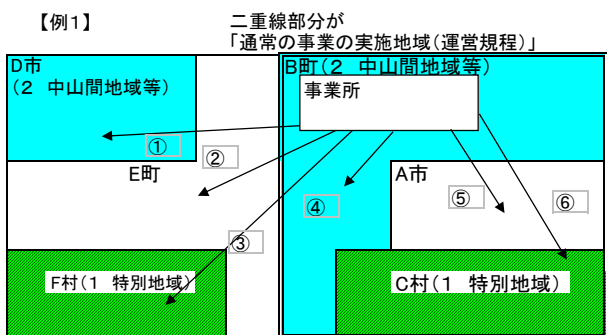 【例1】
二重線部分が
「通常の事業の実施地域(運営規程)」
D市
(2 中山間地域等)
B町(2 中山間地域等)
事業所
①
②
E町
A市
③
④
⑤
⑥
F村(1 特別地域)
C村(1 特別地域)